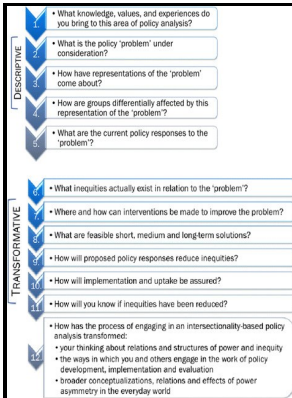 DESCRIPTIVE
1.
• What knowledge, values, and experiences do
you bring to this area of policy analysis?
2.
• What is the policy 'problem' under
consideration?
3.
• How have representations of the 'problem'
come about?
4.
• How are groups differentially affected by this
representation of the 'problem'?
5.
• What are the current policy responses to the
'problem'?
TRANSFORMATIVE
6.
• What inequities actually exist in relation to the 'problem'?
7.
• Where and how can interventions be made to improve the problem?
8.
• What are feasible short, medium and long-term solutions?
9.
• How will proposed policy responses reduce inequities?
10.
• How will implementation and uptake be assured?
11.
• How will you know if inequities have been reduced?
12.
• How has the process of engaging in an intersectionality-based policy
analysis transformed:
• your thinking about relations and structures of power and inequity
• the ways in which you and others engage in the work of policy
development, implementation and evaluation
• broader conceptualizations, relations and effects of power
asymmetry in the everyday world